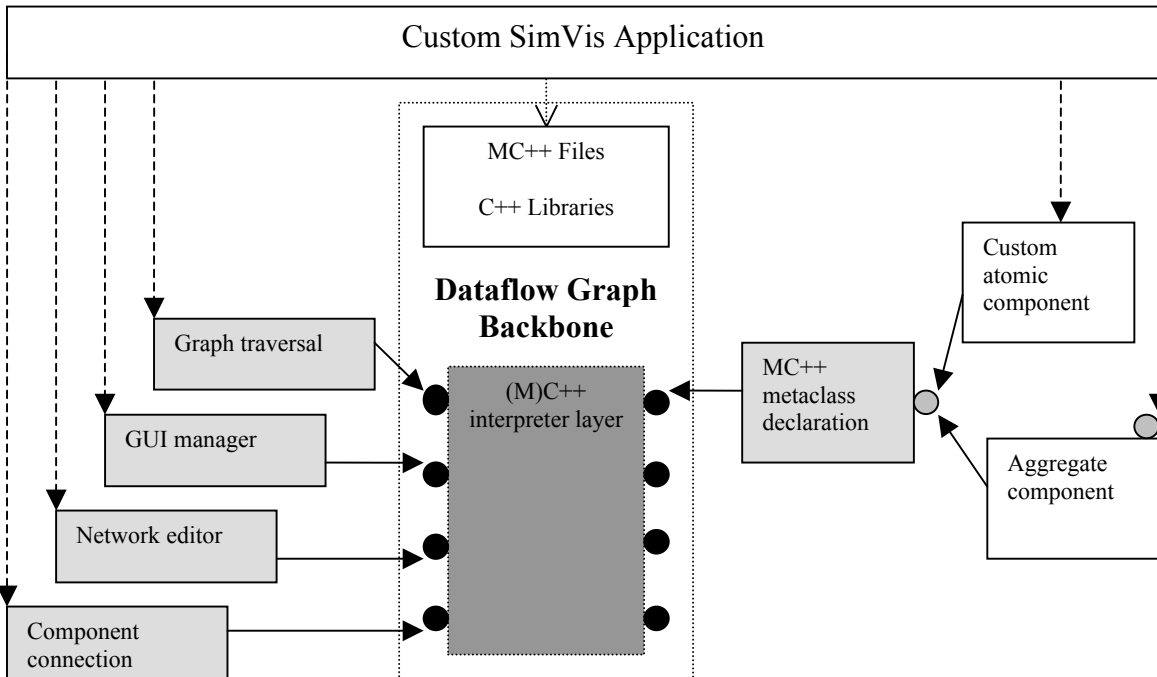 Custom SimVis Application
MC++ Files
C++ Libraries
Dataflow Graph
Backbone
Graph traversal
GUI manager
Network editor
Component
connection
(M)C++
interpreter layer
MC++
metaclass
declaration
Custom
atomic
component
Aggregate
component